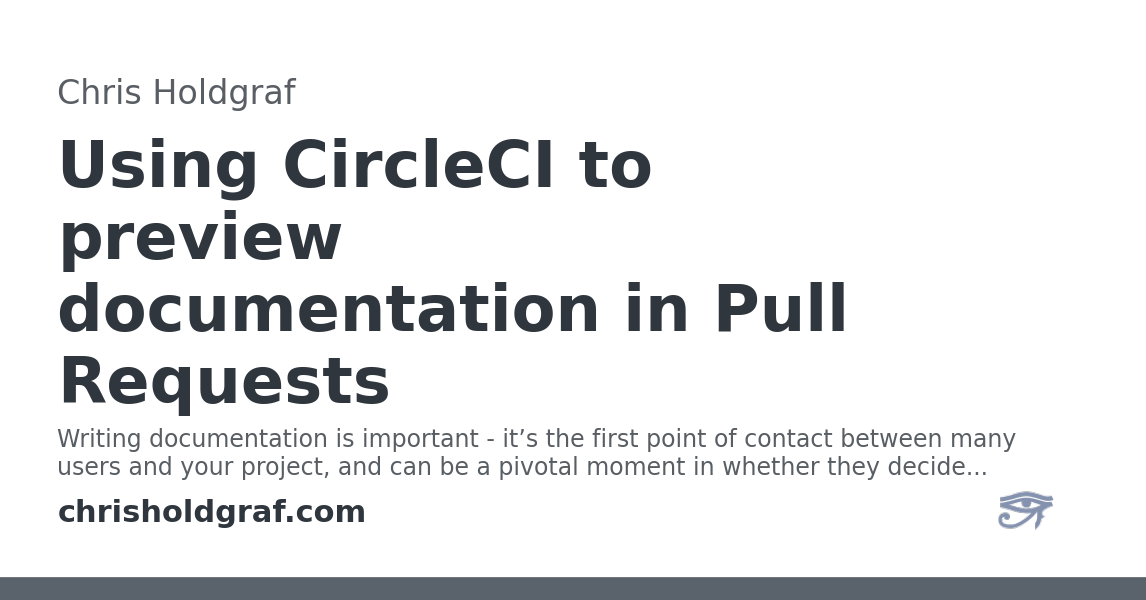 Chris Holdgraf
Using CircleCI to
preview
documentation in Pull
Requests
Writing documentation is important - it’s the first point of contact between many
users and your project, and can be a pivotal moment in whether they decide...
chrisholdgraf.com